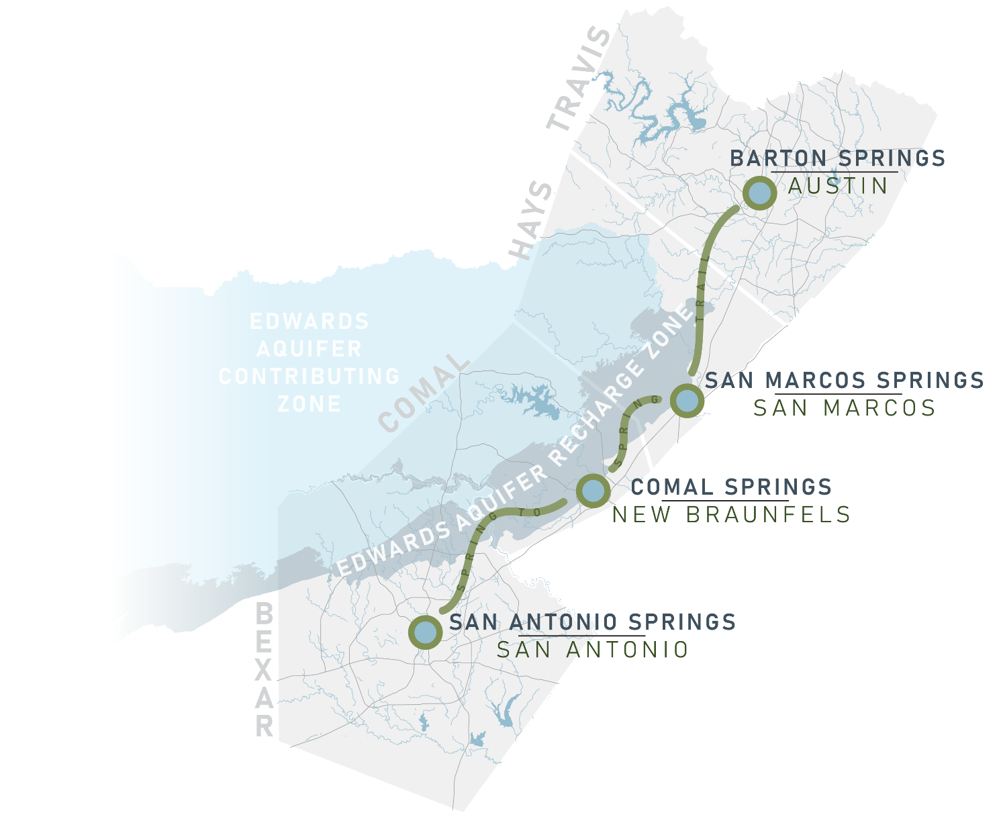 TRAVIS
HAYS
COMAL
BEXAR
BARTON SPRINGS
AUSTIN
EDWARDS
AQUIFER
CONTRIBUTING
ZONE
EDWARDS AQUIFER RECHARGE ZONE
SAN MARCOS SPRINGS
SAN MARCOS
COMAL SPRINGS
NEW BRAUNFELS
SAN ANTONIO SPRINGS
SAN ANTONIO
SPRING TO SPRING TRAIL